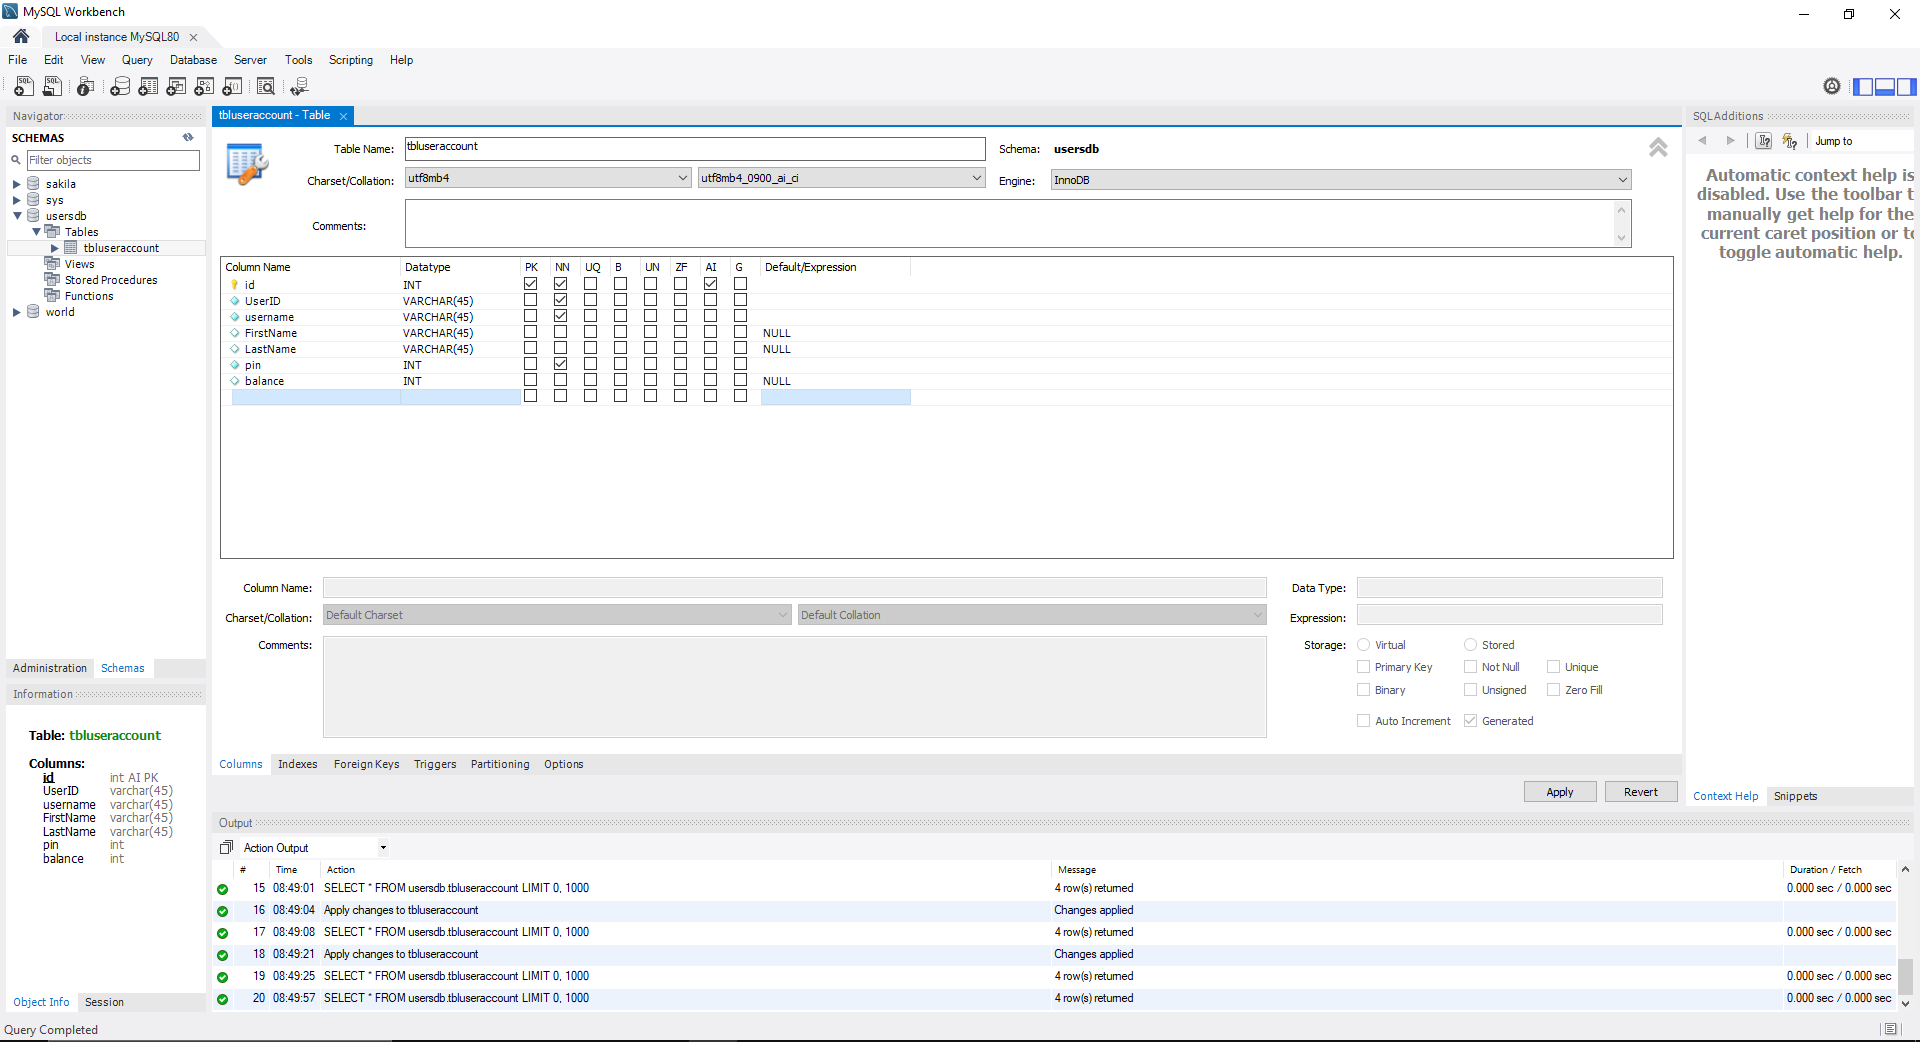 MySQL Workbench
Local instance MySQL80
File Edit View Query Database Server Tools Scripting Help
Navigator
SCHEMAS
Filter objects
sakila
sys
usersdb
Tables
tbluseraccount
Views
Stored Procedures
Functions
world
Administration Schemas
Information
Table: tbluseraccount
Columns:
id int AI PK
UserID varchar(45)
username varchar(45)
FirstName varchar(45)
LastName varchar(45)
pin int
balance int
Object Info Session
tbluseraccount - Table
Table Name: tbluseraccount Schema: usersdb
Charset/Collation: utf8mb4 utf8mb4_0900_ai_ci Engine: InnoDB
Comments:
Column Name Datatype PK NN UQ B UN ZF AI G Default/Expression
id INT
UserID VARCHAR(45)
username VARCHAR(45)
FirstName VARCHAR(45) NULL
LastName VARCHAR(45) NULL
pin INT
balance INT NULL
Column Name: Data Type:
Charset/Collation: Default Charset Default Collation Expression:
Comments: Storage: Virtual Stored
Primary Key Not Null Unique
Binary Unsigned Zero Fill
Auto Increment Generated
Columns Indexes Foreign Keys Triggers Partitioning Options
Apply Revert
Output
Action Output
# Time Action Message Duration / Fetch
15 08:49:01 SELECT * FROM usersdb.tbluseraccount LIMIT 0, 1000 4 row(s) returned 0.000 sec / 0.000 sec
16 08:49:04 Apply changes to tbluseraccount Changes applied
17 08:49:08 SELECT * FROM usersdb.tbluseraccount LIMIT 0, 1000 4 row(s) returned 0.000 sec / 0.000 sec
18 08:49:21 Apply changes to tbluseraccount Changes applied
19 08:49:25 SELECT * FROM usersdb.tbluseraccount LIMIT 0, 1000 4 row(s) returned 0.000 sec / 0.000 sec
20 08:49:57 SELECT * FROM usersdb.tbluseraccount LIMIT 0, 1000 4 row(s) returned 0.000 sec / 0.000 sec
SQLAdditions
Jump to
Automatic context help is
disabled. Use the toolbar t
manually get help for the
current caret position or to
toggle automatic help.
Context Help Snippets
Query Completed